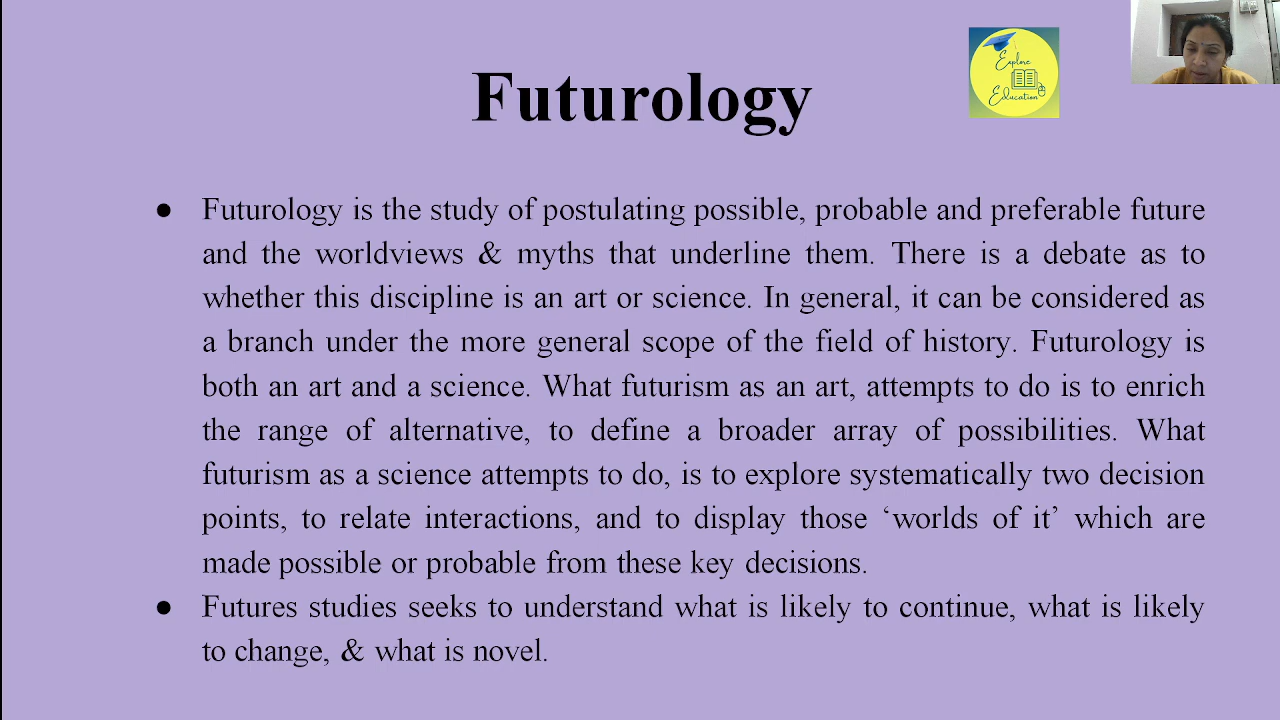 Futurology
Explore
Education
● Futurology is the study of postulating possible, probable and preferable future
and the worldviews & myths that underline them. There is a debate as to
whether this discipline is an art or science. In general, it can be considered as
a branch under the more general scope of the field of history. Futurology is
both an art and a science. What futurism as an art, attempts to do is to enrich
the range of alternative, to define a broader array of possibilities. What
futurism as a science attempts to do, is to explore systematically two decision
points, to relate interactions, and to display those ‘worlds of it’ which are
made possible or probable from these key decisions.
● Futures studies seeks to understand what is likely to continue, what is likely
to change, & what is novel.